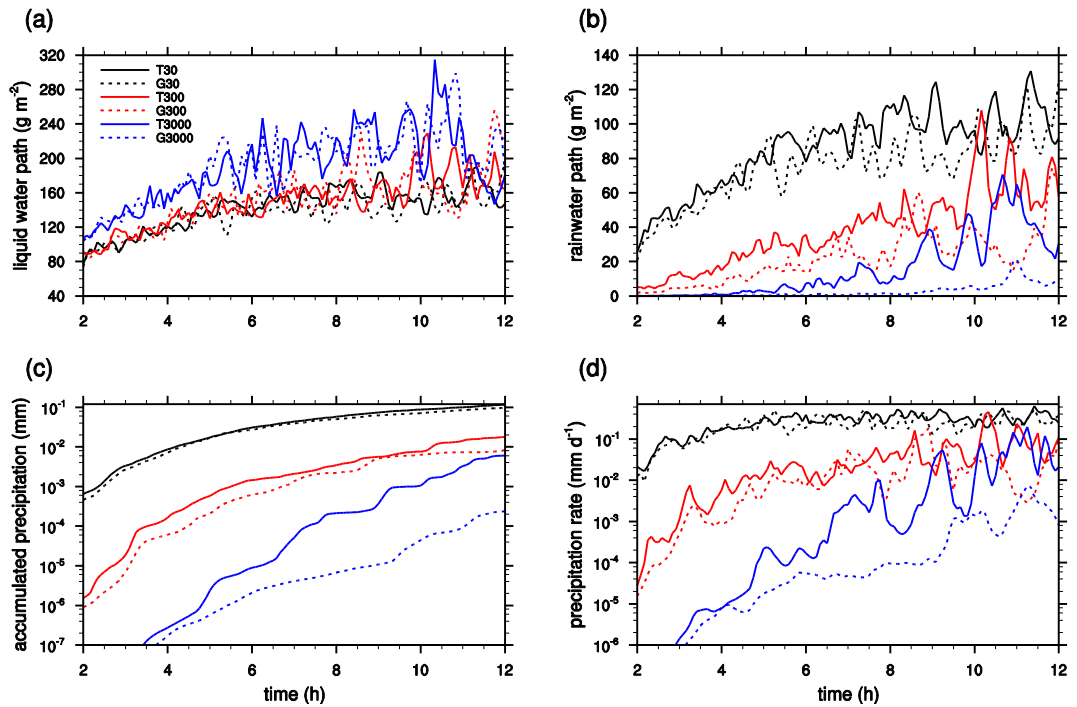 (a)
liquid water path (g m-2)
320
280
240
200
160
120
80
40
T30
G30
T300
G300
T3000
G3000
2 4 6 8 10 12
(b)
rainwater path (g m-2)
140
120
100
80
60
40
20
0
2 4 6 8 10 12
(c)
accumulated precipitation (mm)
10-1
10-2
10-3
10-4
10-5
10-6
10-7
2 4 6 8 10 12
time (h)
(d)
precipitation rate (mm d-1)
10-1
10-2
10-3
10-4
10-5
10-6
2 4 6 8 10 12
time (h)